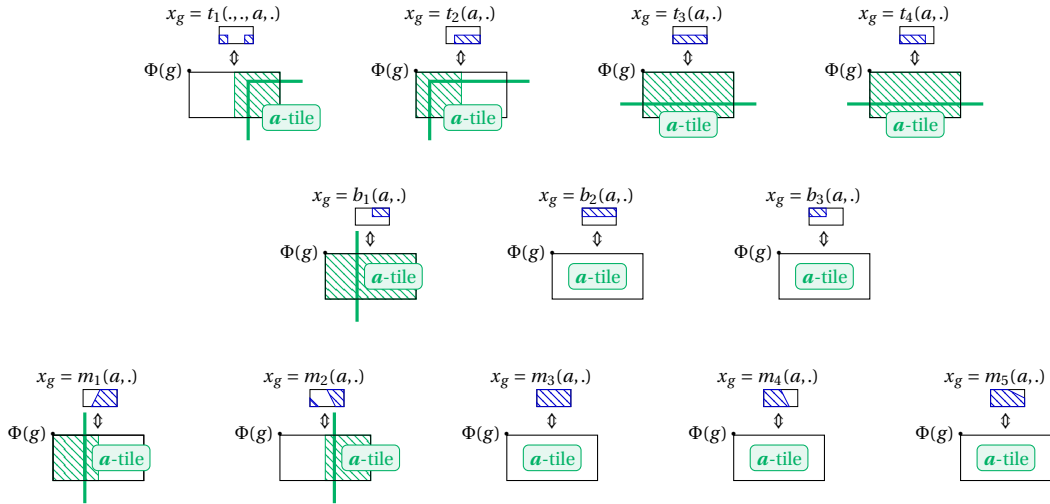 x_g = t_1(.,., a, .) x_g = t_2(a, .) x_g = t_3(a, .) x_g = t_4(a, .)
Φ(g) Φ(g) Φ(g) Φ(g)
a-tile a-tile a-tile a-tile
x_g = b_1(a, .) x_g = b_2(a, .) x_g = b_3(a, .)
Φ(g) Φ(g) Φ(g)
a-tile a-tile a-tile
x_g = m_1(a, .) x_g = m_2(a, .) x_g = m_3(a, .) x_g = m_4(a, .) x_g = m_5(a, .)
Φ(g) Φ(g) Φ(g) Φ(g) Φ(g)
a-tile a-tile a-tile a-tile a-tile